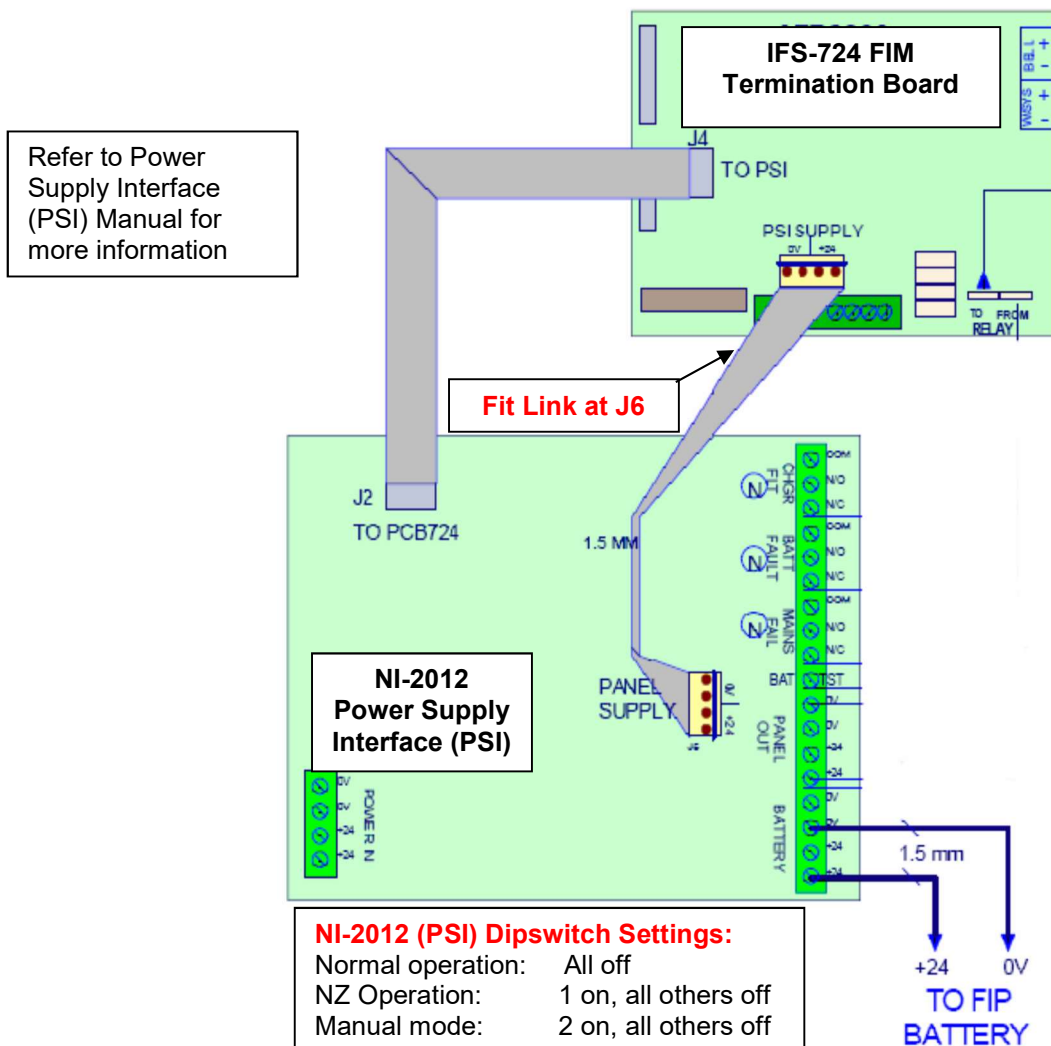 IFS-724 FIM
Termination Board
BELL
+
-
W/SYS
+
-
Refer to Power
Supply Interface
(PSI) Manual for
more information
J4
TO PSI
PSI SUPPLY
0V +24
TO FROM
RELAY
Fit Link at J6
J2
TO PCB724
1.5 MM
CHGR
FLT
N
COM
N/O
N/C
BATT
FAULT
N
COM
N/O
N/C
MAINS
FAIL
N
COM
N/O
N/C
BAT TST
NI-2012
Power Supply
Interface (PSI)
PANEL
SUPPLY
0V
+24
PANEL
OUT
0V
0V
+24
+24
BATTERY
0V
0V
+24
+24
POWER IN
0V
0V
+24
+24
1.5 mm
+24 0V
TO FIP
BATTERY
NI-2012 (PSI) Dipswitch Settings:
Normal operation: All off
NZ Operation: 1 on, all others off
Manual mode: 2 on, all others off